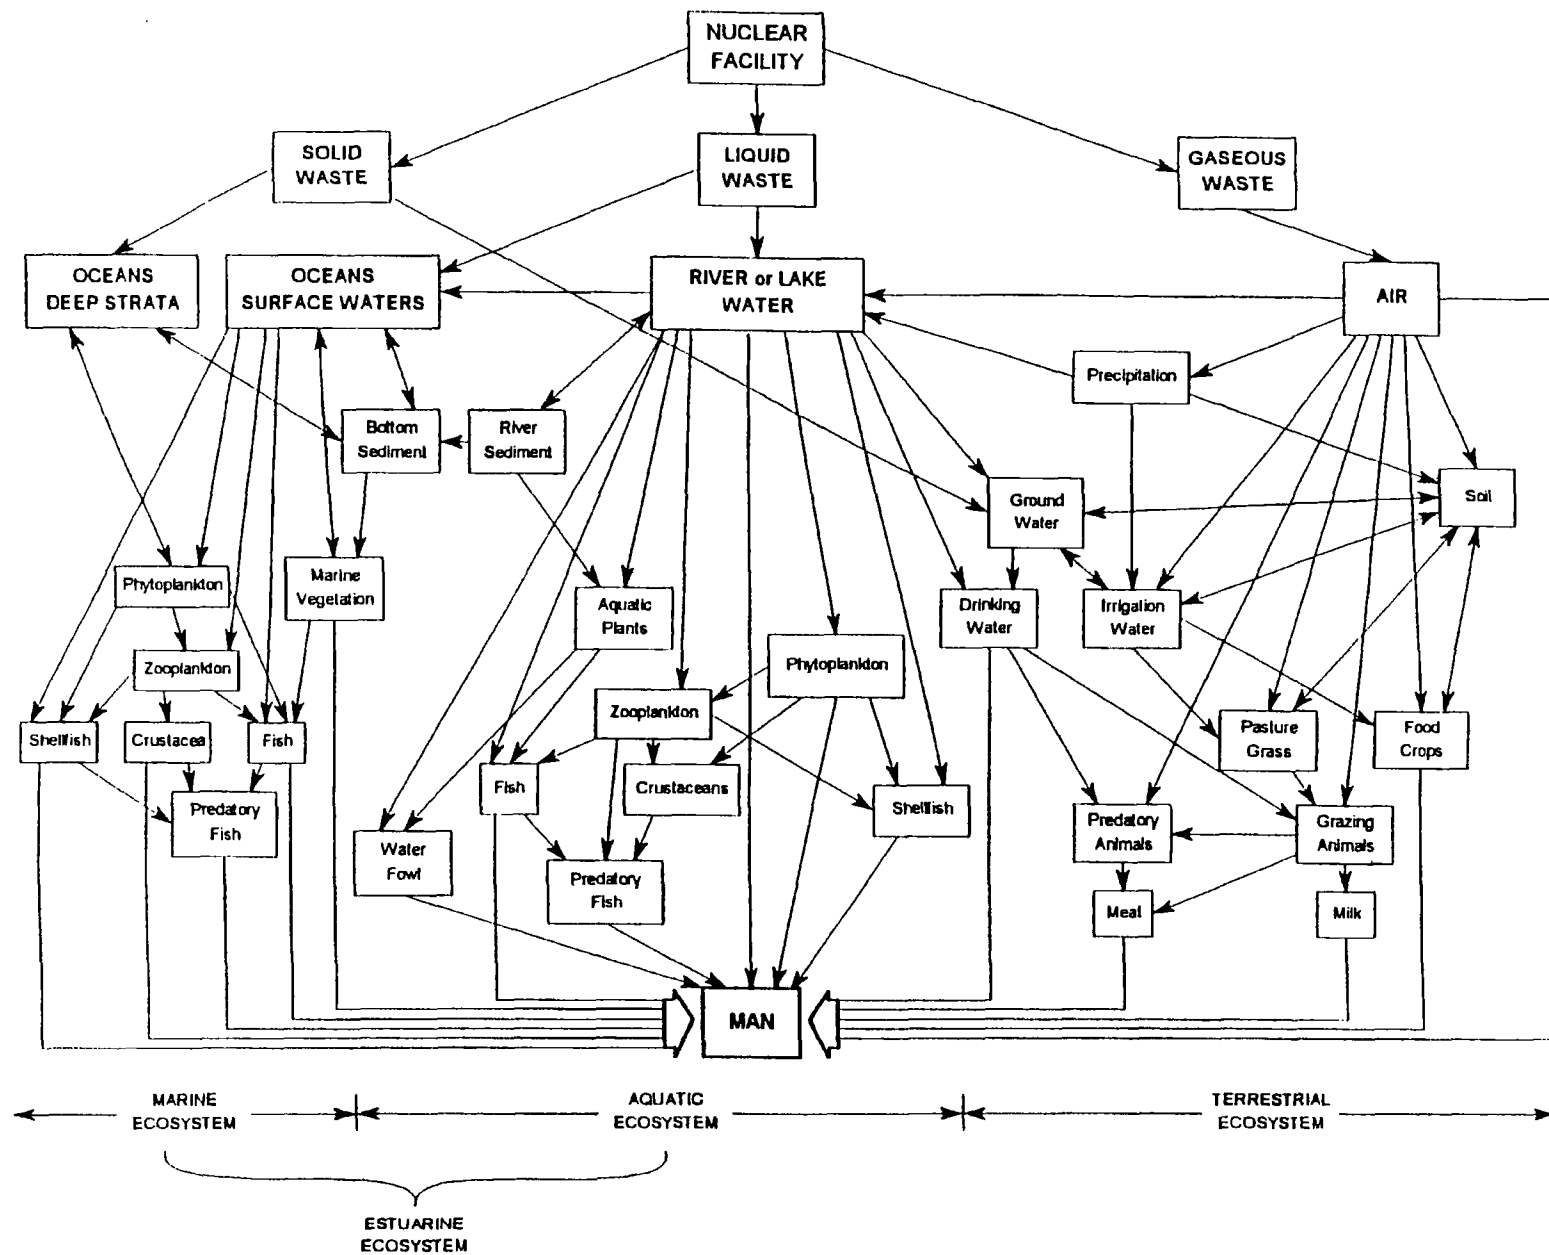 NUCLEAR
FACILITY
SOLID
WASTE
LIQUID
WASTE
GASEOUS
WASTE
OCEANS
DEEP STRATA
OCEANS
SURFACE WATERS
RIVER or LAKE
WATER
AIR
Precipitation
Bottom
Sediment
River
Sediment
Ground
Water
Soil
Phytoplankton
Marine
Vegetation
Aquatic
Plants
Drinking
Water
Irrigation
Water
Zooplankton
Phytoplankton
Zooplankton
Shellfish
Crustacea
Fish
Pasture
Grass
Food
Crops
Fish
Crustaceans
Shellfish
Predatory
Fish
Predatory
Animals
Grazing
Animals
Water
Fowl
Predatory
Fish
Meat
Milk
MAN
MARINE
ECOSYSTEM
AQUATIC
ECOSYSTEM
TERRESTRIAL
ECOSYSTEM
ESTUARINE
ECOSYSTEM